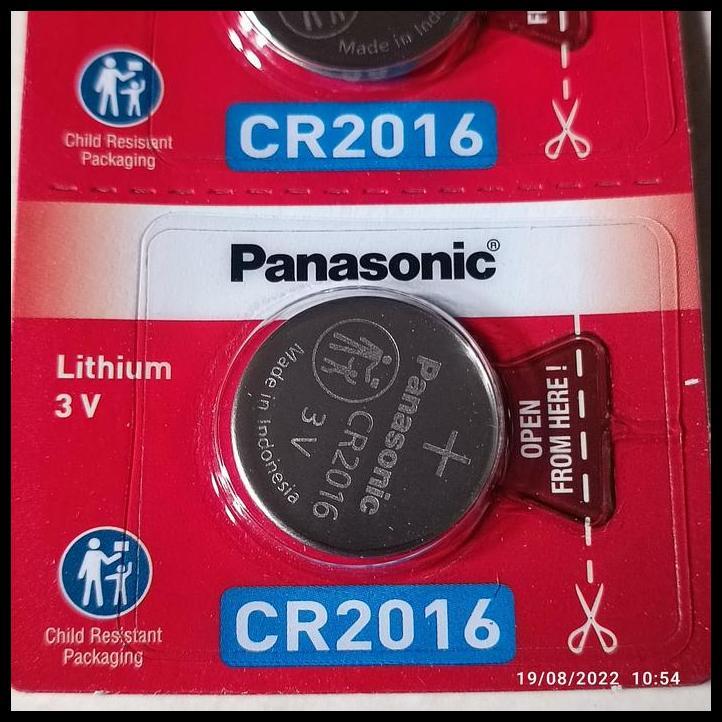 Made in Indo
F
Child Resistant
Packaging
CR2016
Panasonic®
Lithium
3 V
Panasonic
CR2016
3 V
Made in Indonesia
+
OPEN
FROM HERE !
Child Resistant
Packaging
CR2016
19/08/2022 10:54